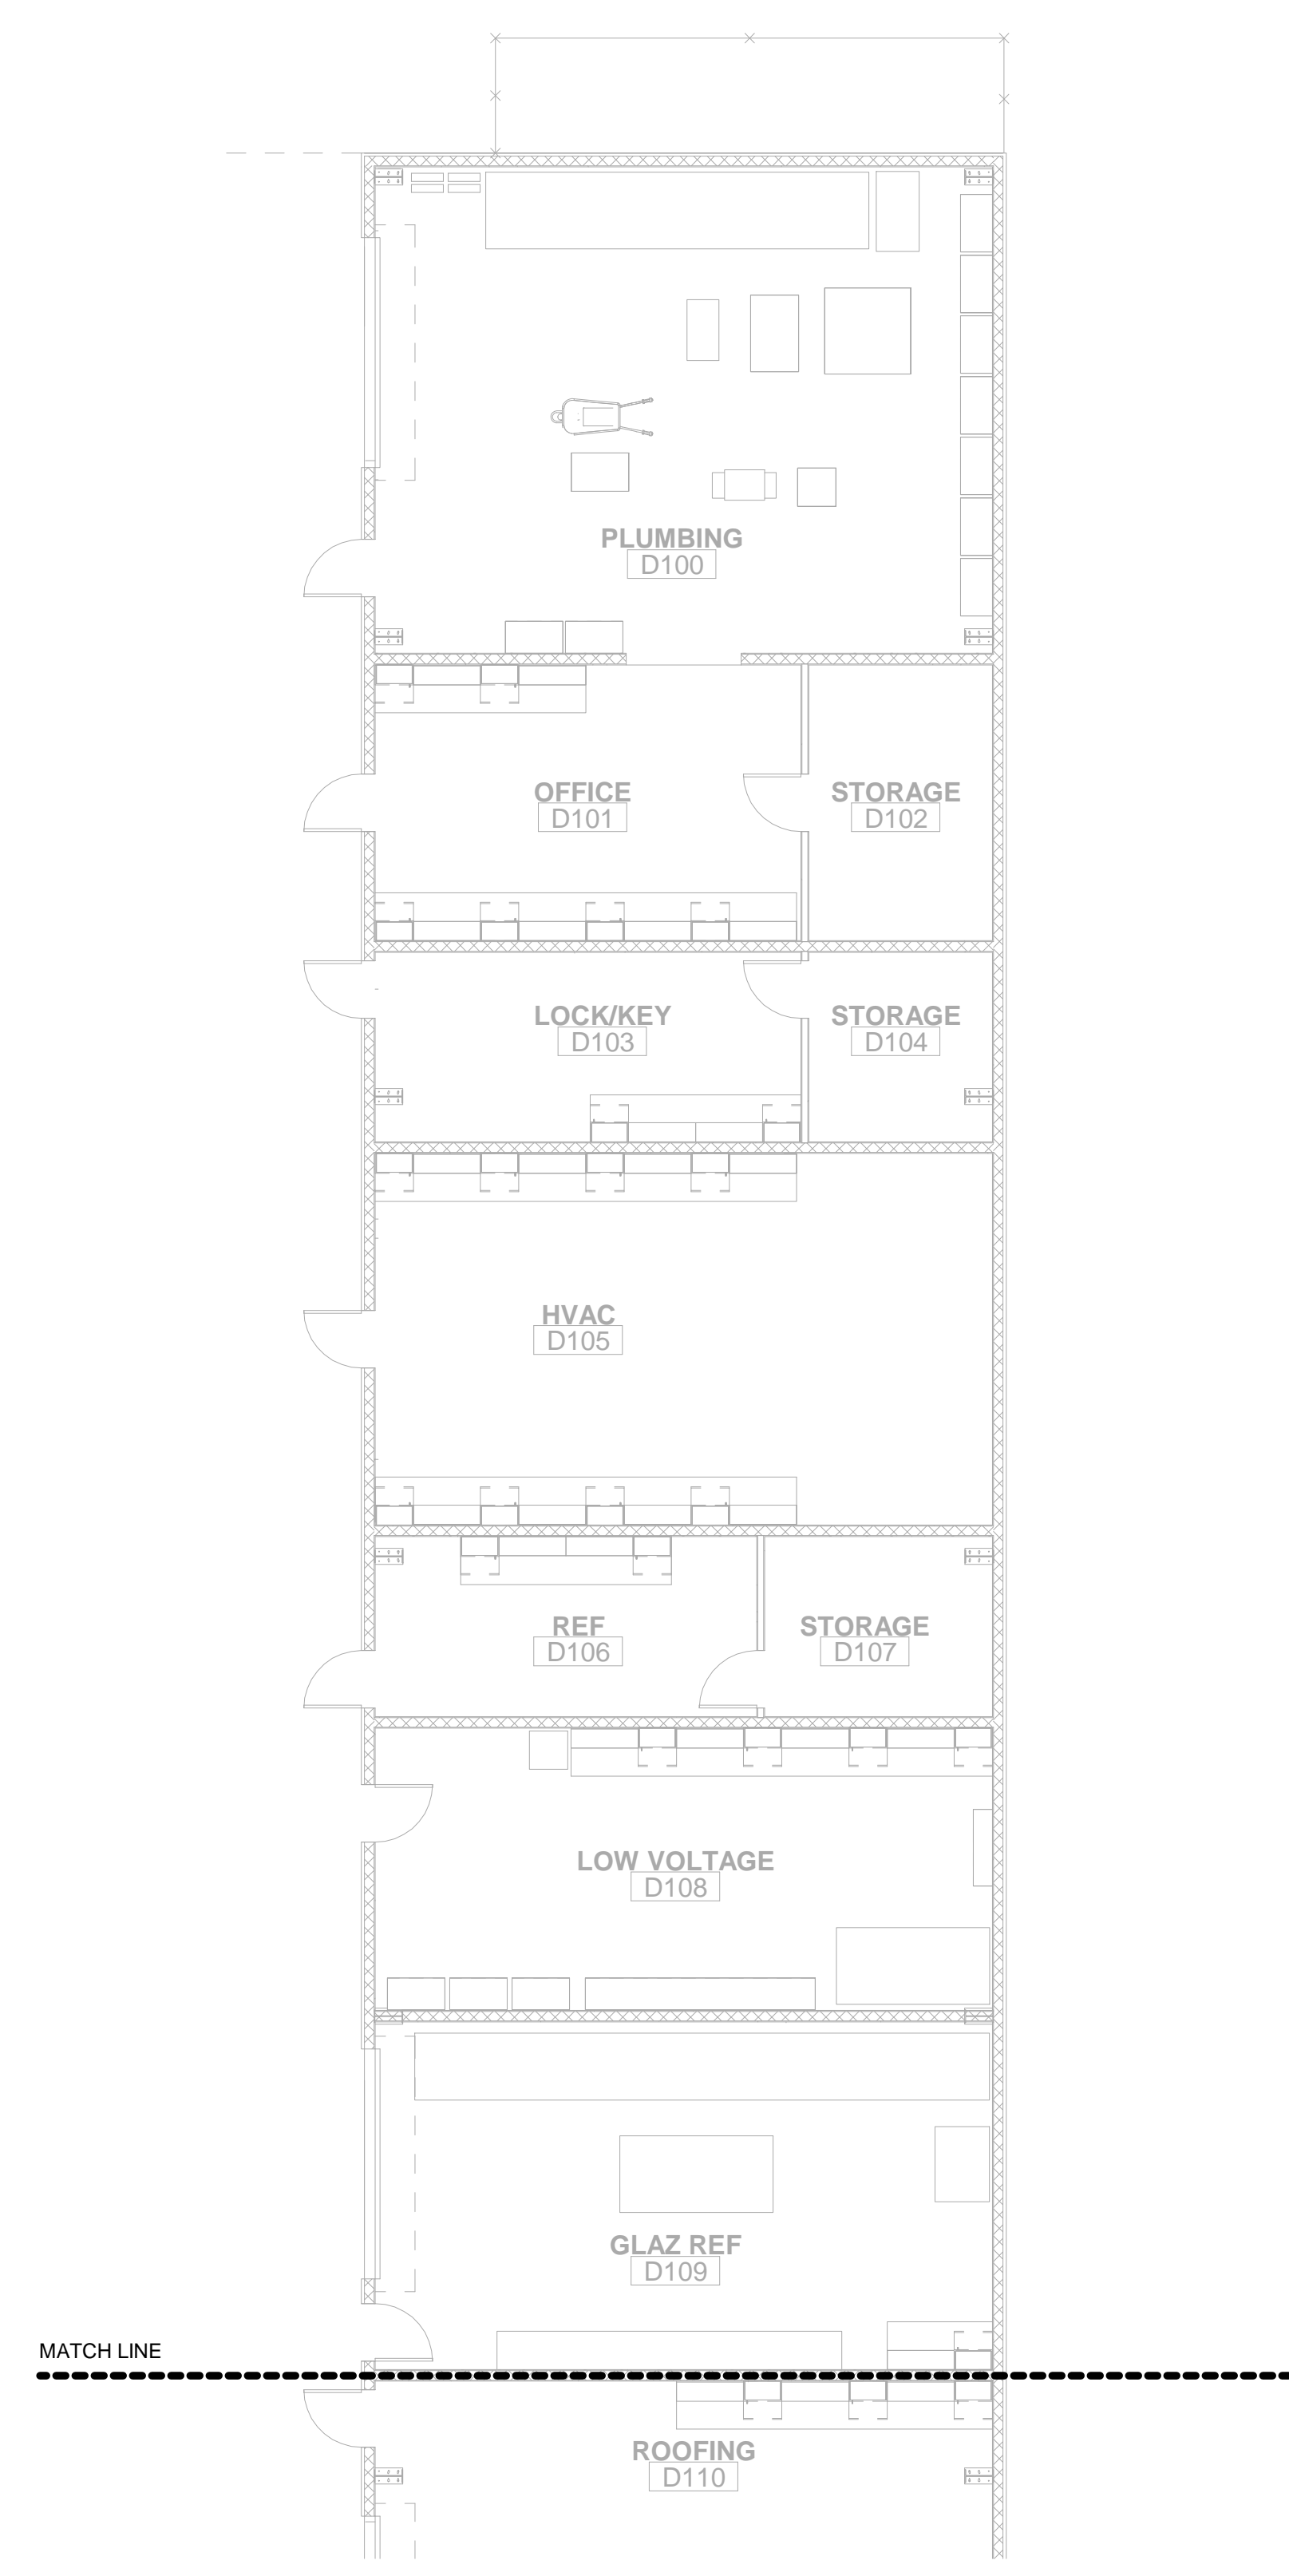 PLUMBING
D100
OFFICE
D101
STORAGE
D102
LOCK/KEY
D103
STORAGE
D104
HVAC
D105
REF
D106
STORAGE
D107
LOW VOLTAGE
D108
GLAZ REF
D109
MATCH LINE
ROOFING
D110